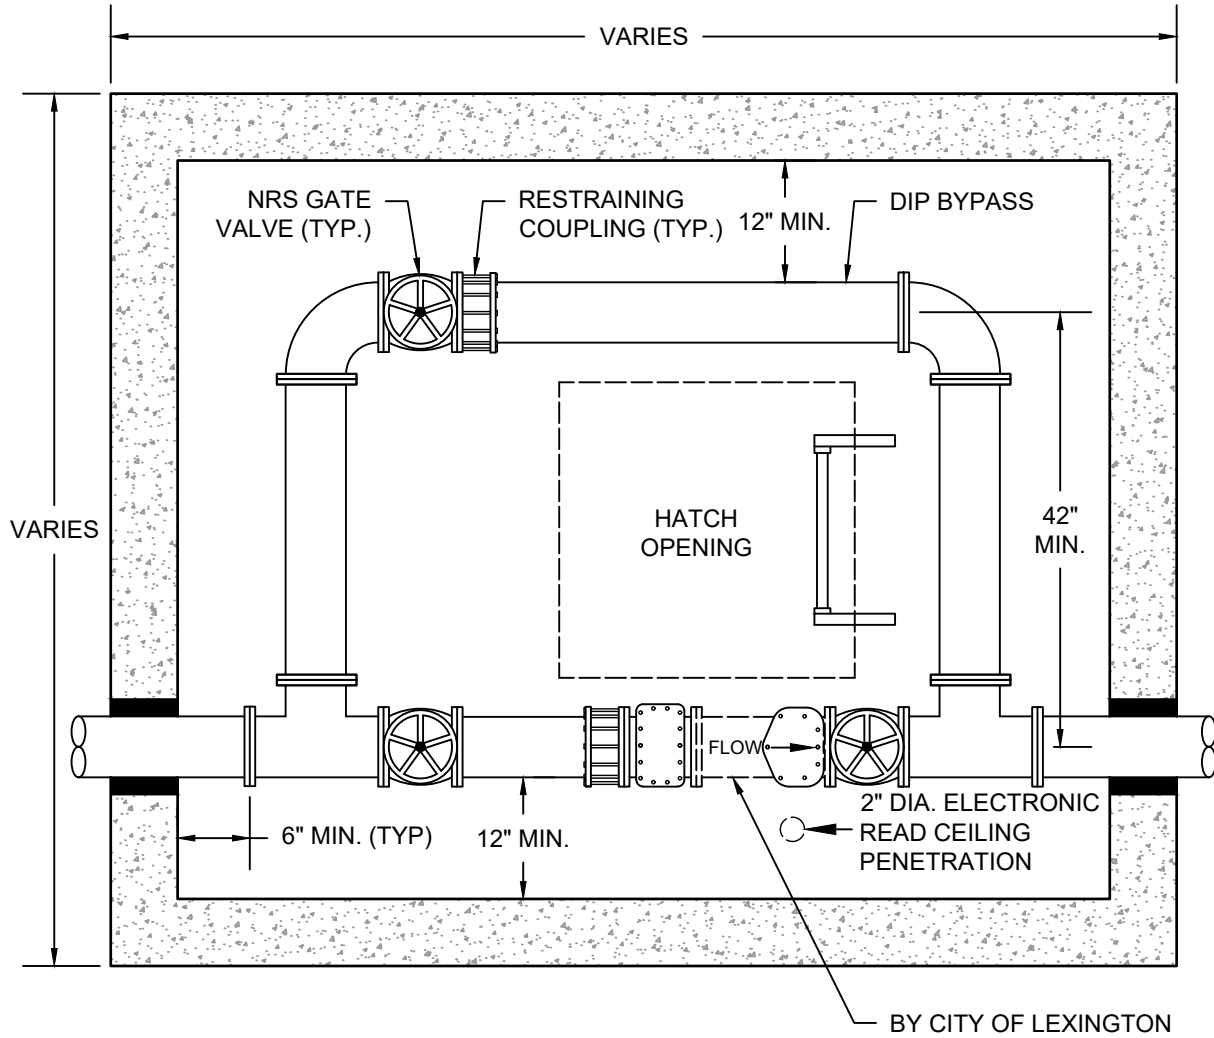 VARIES
NRS GATE
VALVE (TYP.)
RESTRAINING
COUPLING (TYP.)
12" MIN.
DIP BYPASS
VARIES
HATCH
OPENING
42"
MIN.
FLOW
6" MIN. (TYP)
12" MIN.
2" DIA. ELECTRONIC
READ CEILING
PENETRATION
BY CITY OF LEXINGTON